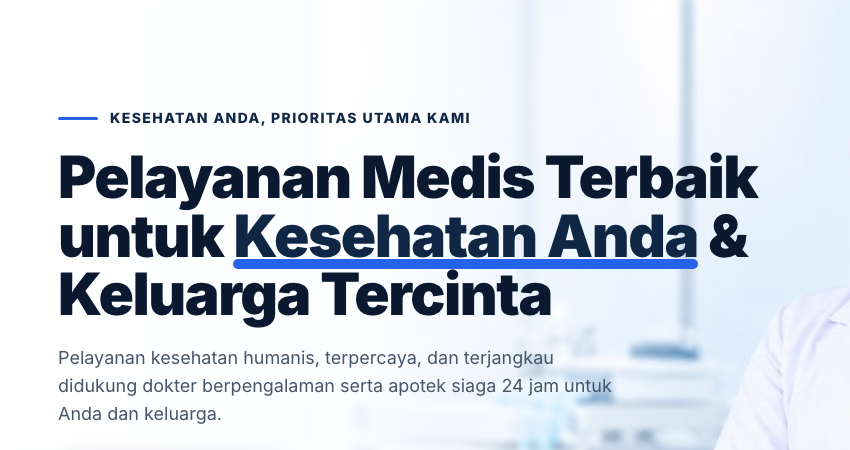 KESEHATAN ANDA, PRIORITAS UTAMA KAMI
Pelayanan Medis Terbaik
untuk Kesehatan Anda &
Keluarga Tercinta
Pelayanan kesehatan humanis, terpercaya, dan terjangkau
didukung dokter berpengalaman serta apotek siaga 24 jam untuk
Anda dan keluarga.